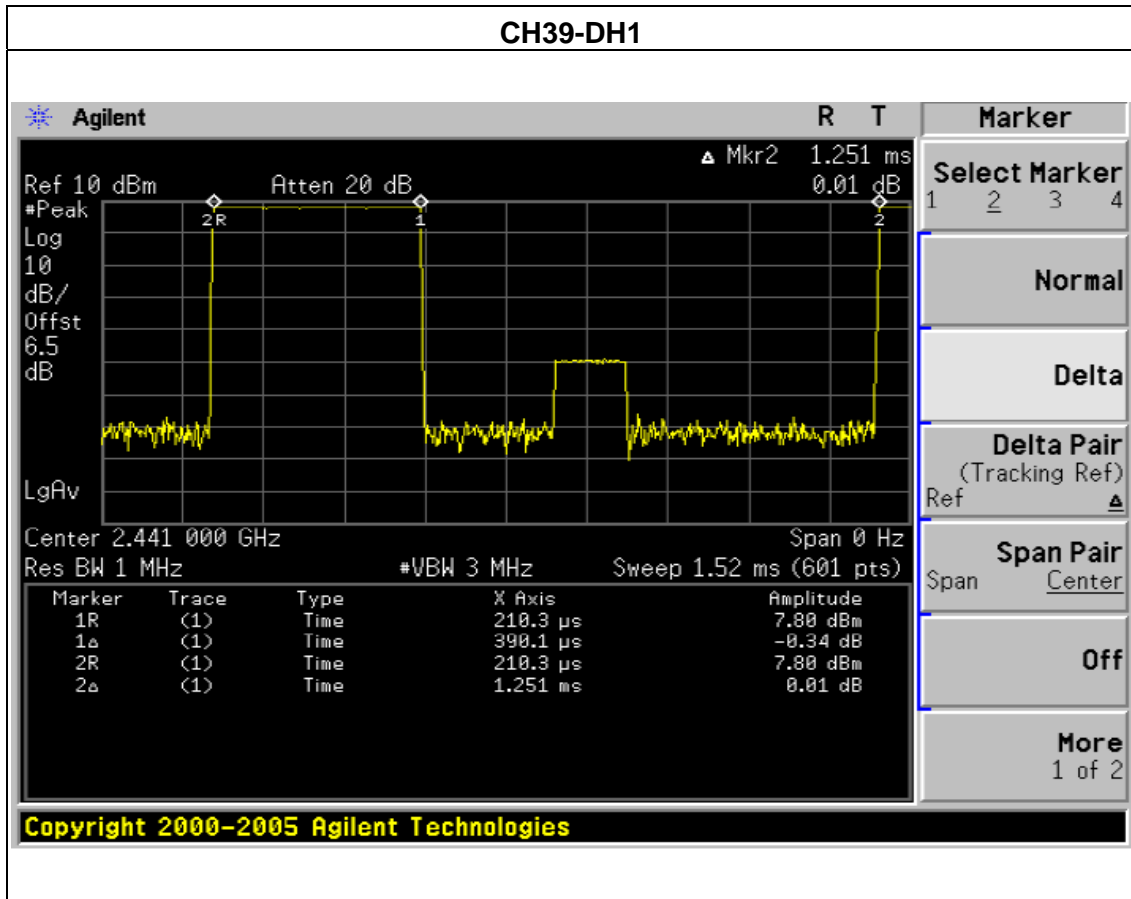 CH39-DH1
Agilent R T
Marker
▵ Mkr2 1.251 ms
Ref 10 dBm Atten 20 dB 0.01 dB
#Peak
Log
10
dB/
Offst
6.5
dB
LgAv
2R
1
2
Center 2.441 000 GHz Span 0 Hz
Res BW 1 MHz #VBW 3 MHz Sweep 1.52 ms (601 pts)
Marker Trace Type X Axis Amplitude
1R (1) Time 210.3 µs 7.80 dBm
1▵ (1) Time 390.1 µs -0.34 dB
2R (1) Time 210.3 µs 7.80 dBm
2▵ (1) Time 1.251 ms 0.01 dB
Select Marker
1 2 3 4
Normal
Delta
Delta Pair
(Tracking Ref)
Ref ▵
Span Pair
Span Center
Off
More
1 of 2
Copyright 2000-2005 Agilent Technologies